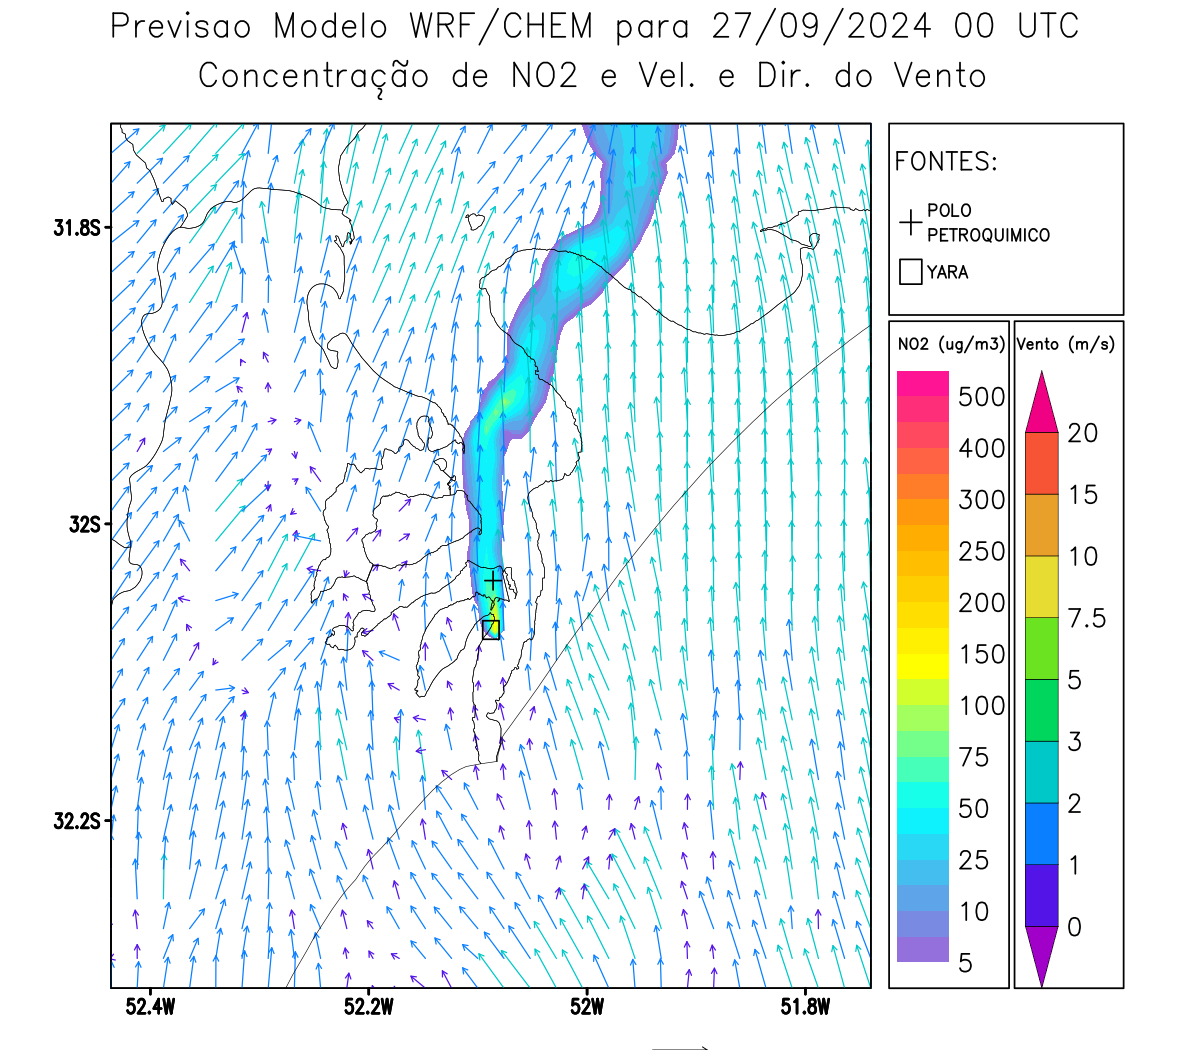 Previsao Modelo WRF/CHEM para 27/09/2024 00 UTC
Concentração de NO2 e Vel. e Dir. do Vento
FONTES:
POLO
PETROQUIMICO
YARA
31.8S
32S
32.2S
52.4W
52.2W
52W
51.8W
NO2 (ug/m3)
500
400
300
250
200
150
100
75
50
25
10
5
Vento (m/s)
20
15
10
7.5
5
3
2
1
0